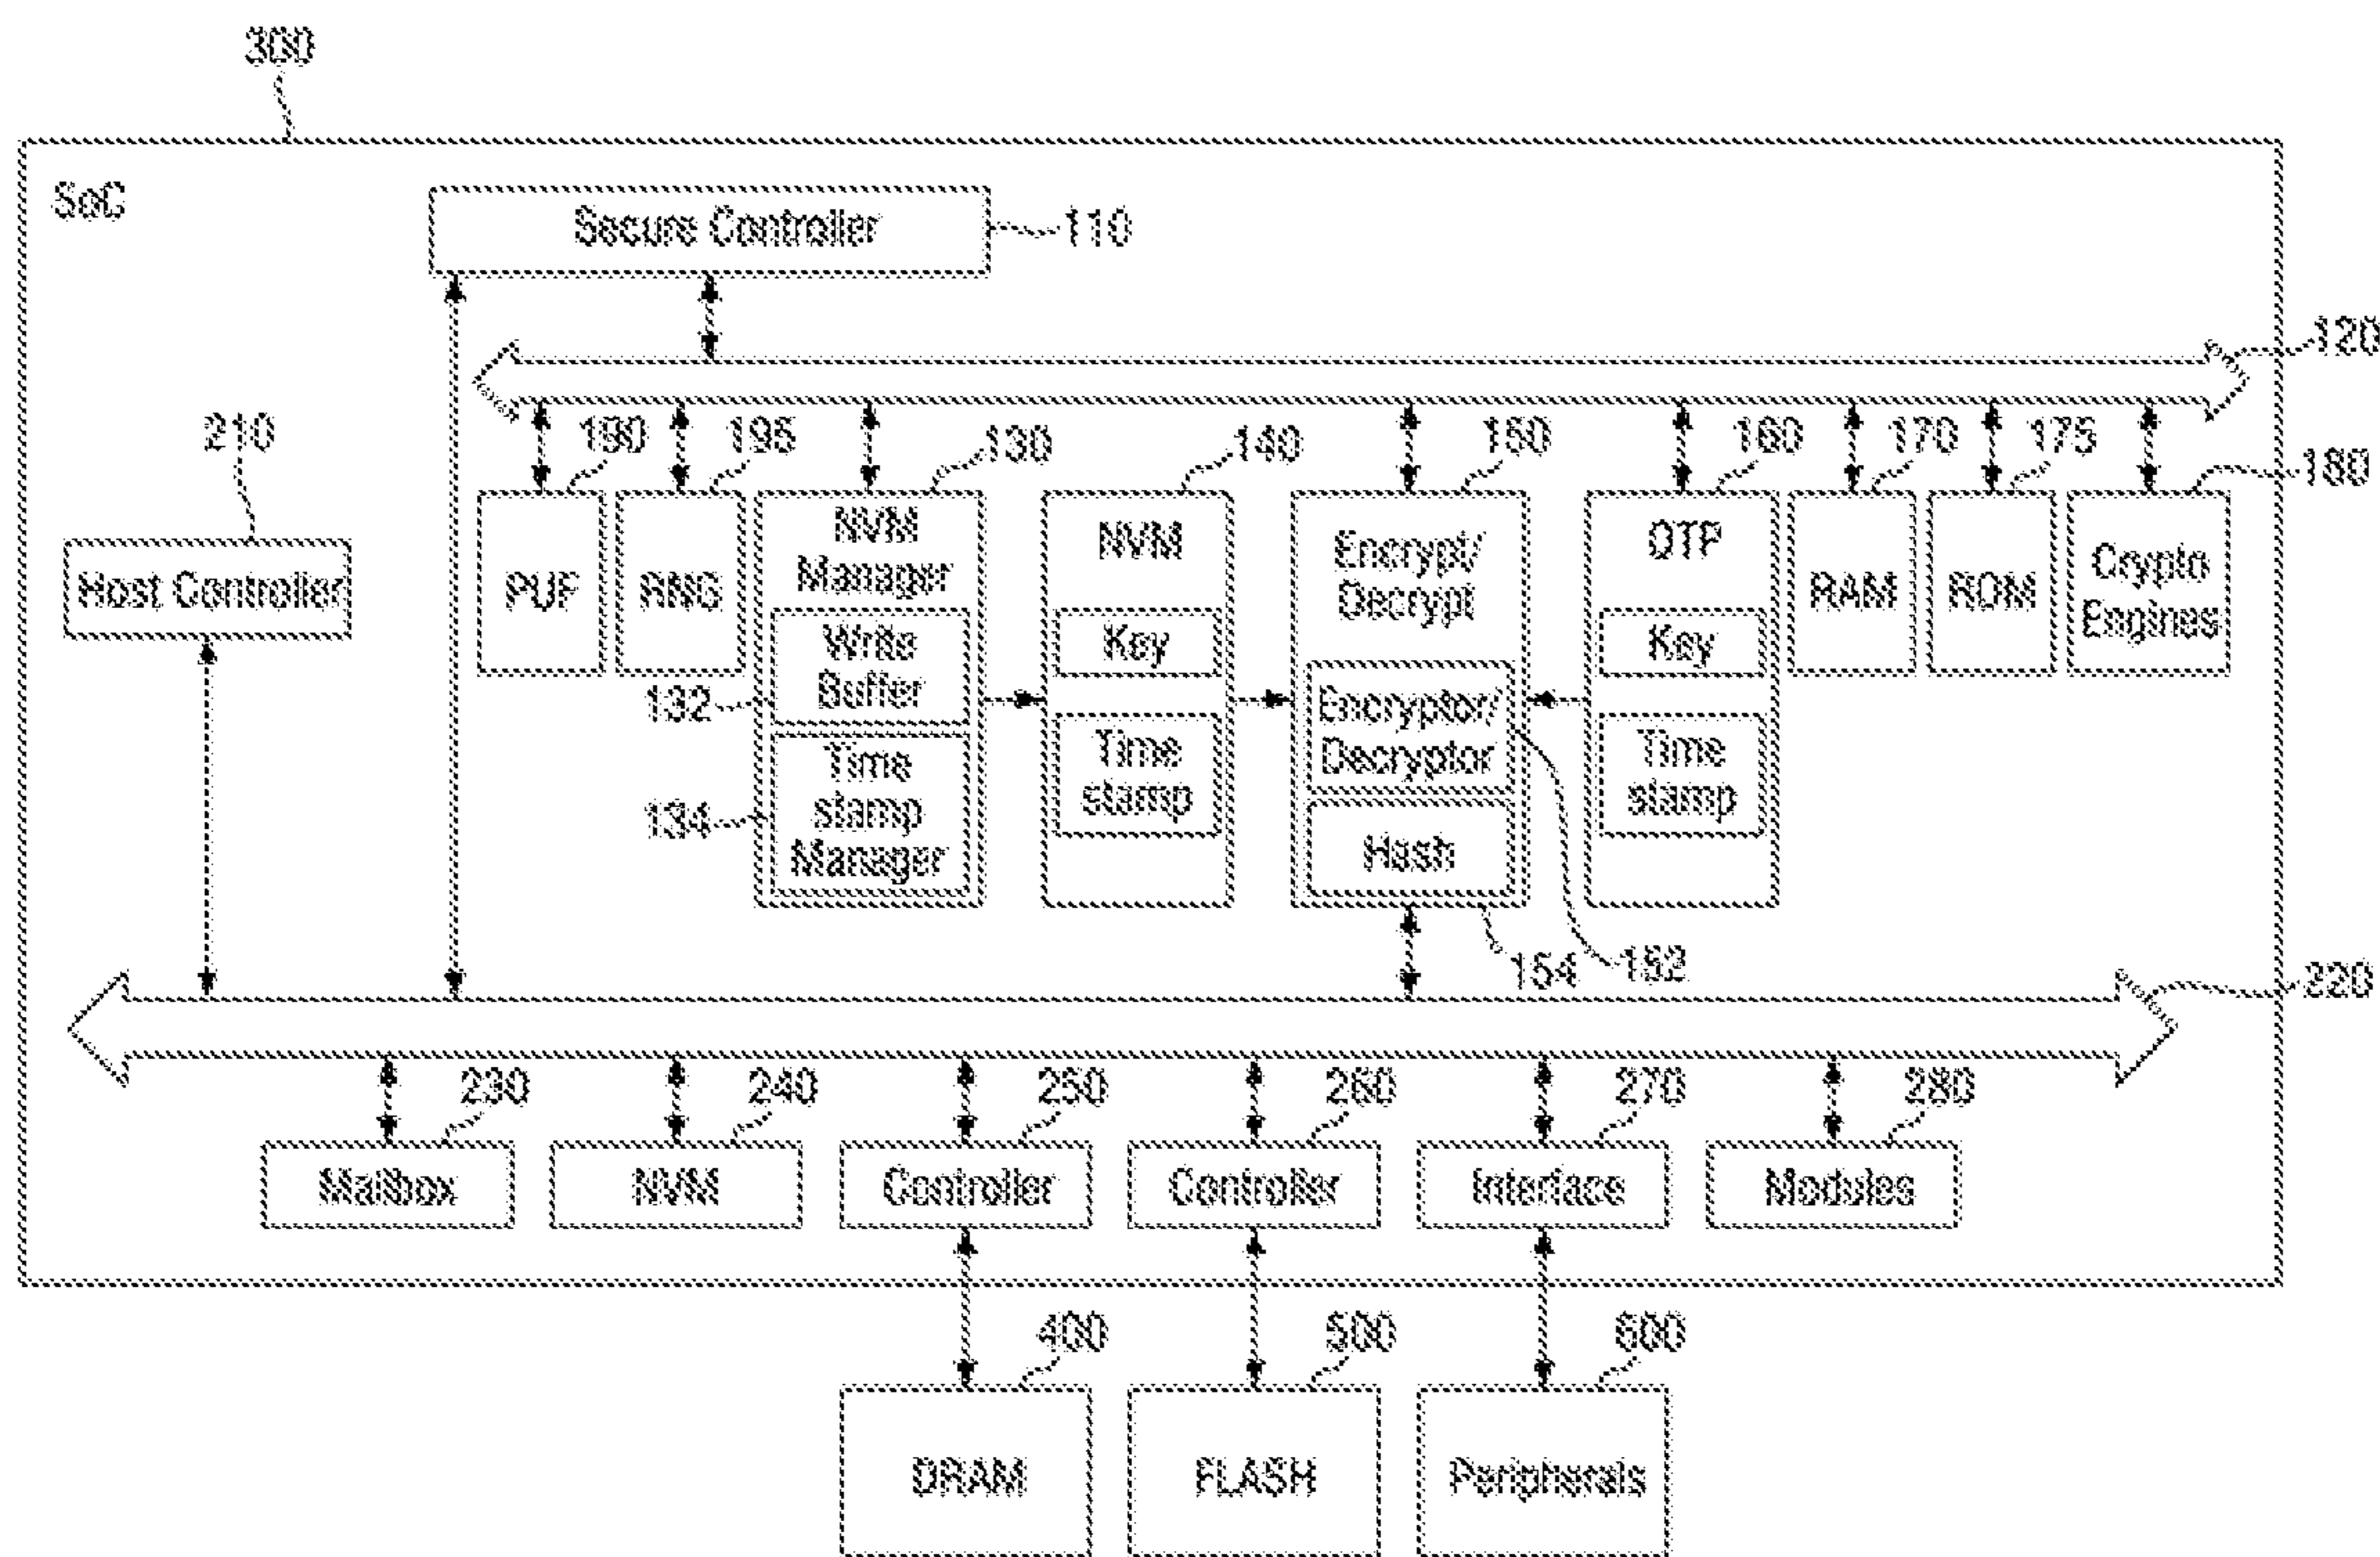 300
SoC
Secure Controller
110
120
210
190
195
130
140
150
160
170
175
180
Host Controller
PUF
RNG
NVM
Manager
Write
Buffer
132
Time
stamp
Manager
134
NVM
Key
Time
stamp
Encrypt/
Decrypt
Encryptor/
Decryptor
Hash
154
152
OTP
Key
Time
stamp
RAM
ROM
Crypto
Engines
220
230
240
250
260
270
280
Mailbox
NVM
Controller
Controller
Interface
Modules
400
500
600
DRAM
FLASH
Peripherals